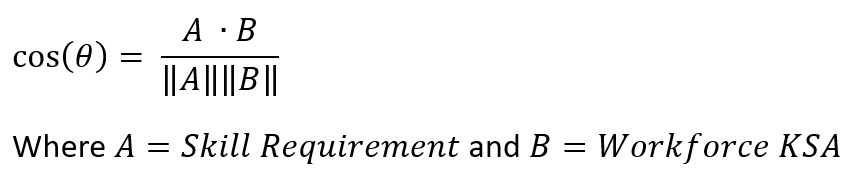 cos(θ) = A · B / ‖A‖‖B‖
Where A = Skill Requirement and B = Workforce KSA